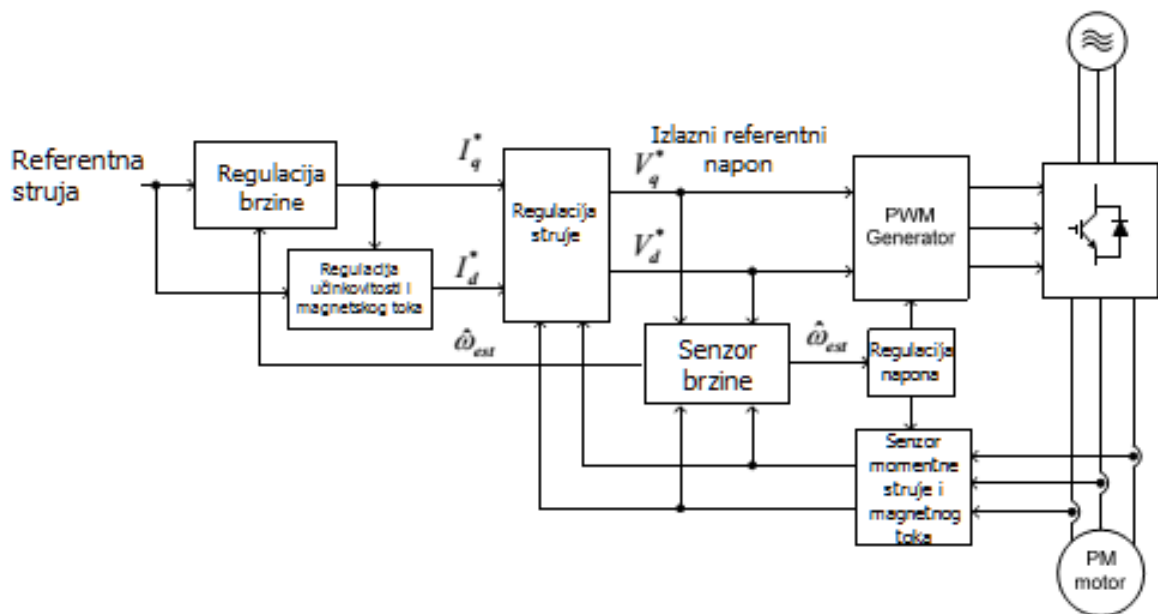 Referentna
struja
Regulacija
brzine
I*q
Regulacija
učinkovitosti i
magnetskog toka
I*d
Regulacija
struje
Izlazni referentni
napon
V*q
V*d
PWM
Generator
ω̂est
Senzor
brzine
ω̂est
Regulacija
napona
Senzor
momentne
struje i
magnetnog
toka
PM
motor